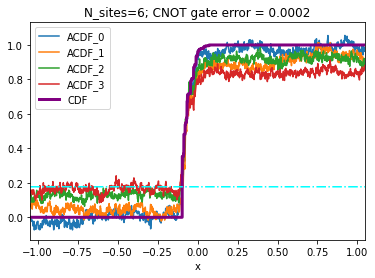 N_sites=6; CNOT gate error = 0.0002
ACDF_0
ACDF_1
ACDF_2
ACDF_3
CDF
1.0
0.8
0.6
0.4
0.2
0.0
−1.00 −0.75 −0.50 −0.25 0.00 0.25 0.50 0.75 1.00
x